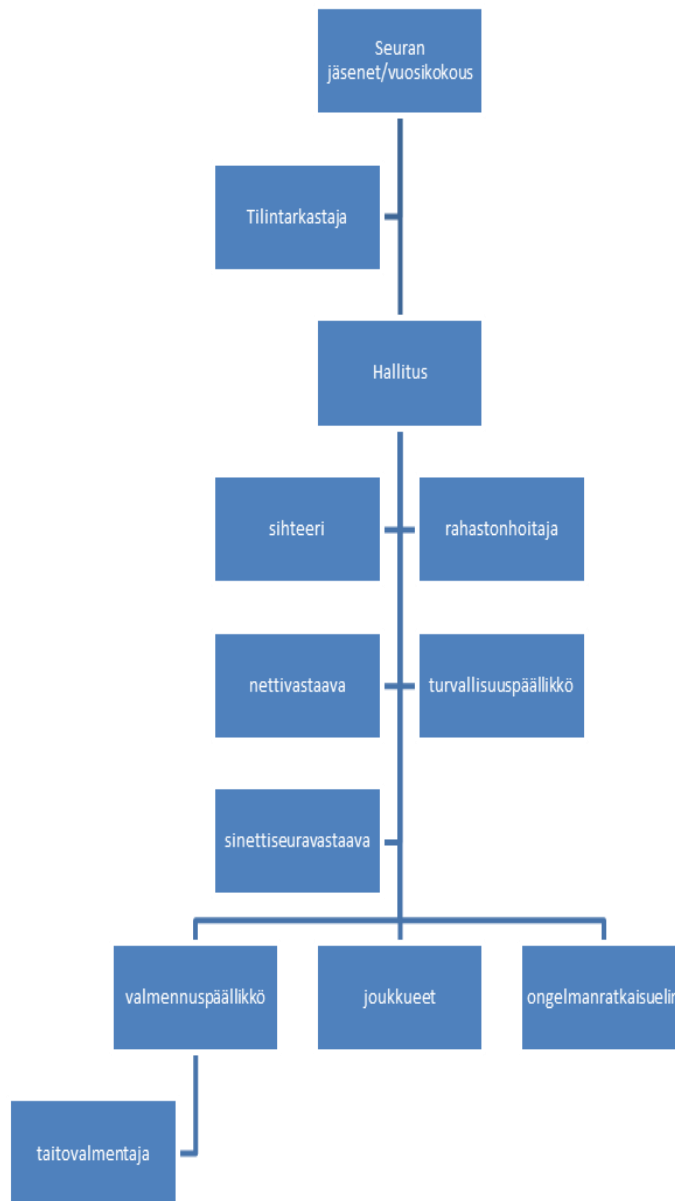 Seuran
jäsenet/vuosikokous
Tilintarkastaja
Hallitus
sihteeri
rahastonhoitaja
nettivastaava
turvallisuuspäällikkö
sinettiseuravastaava
valmennuspäällikkö
joukkueet
ongelmanratkaisuelin
taitovalmentaja